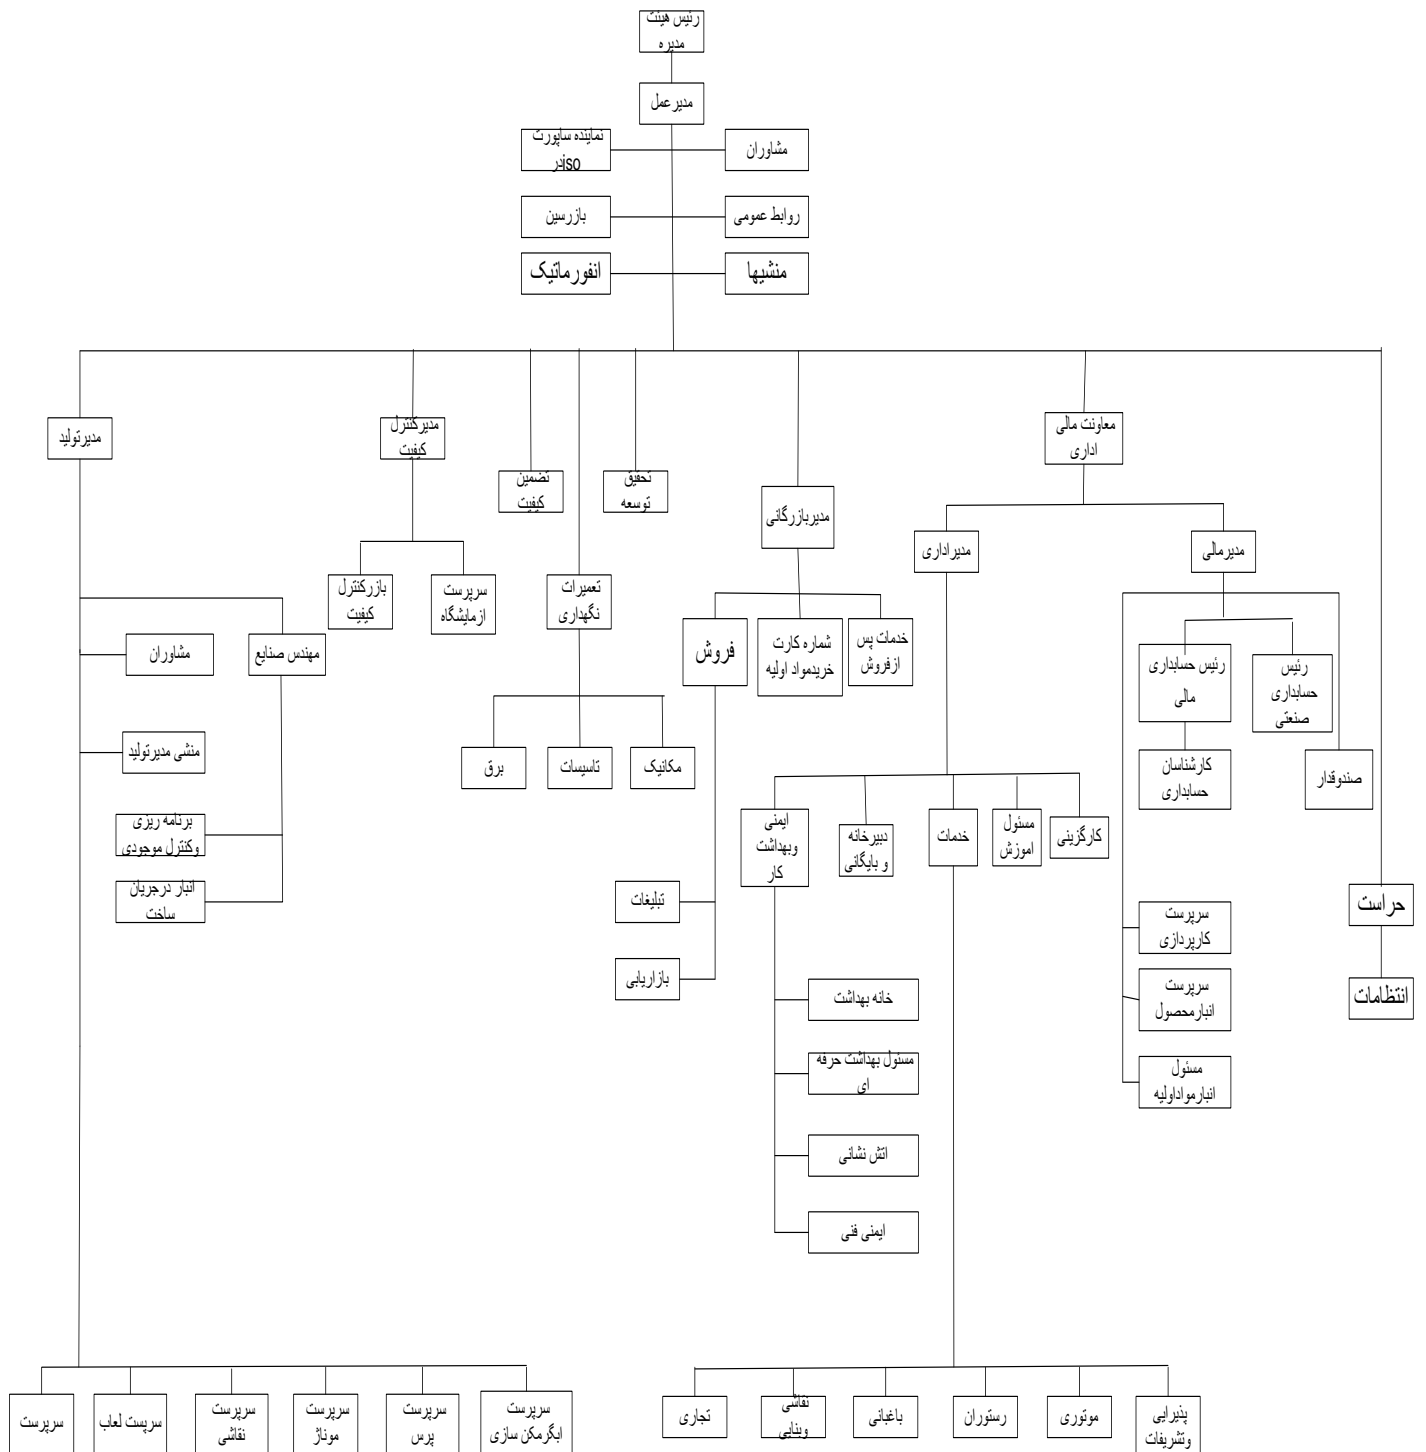 رئیس هیئت
مدیره
مدیرعمل
نماینده ساپورت
درiso
مشاوران
بازرسین
روابط عمومی
انفورماتیک
منشیها
مدیرتولید
مدیرکنترل
کیفیت
تضمین
کیفیت
تحقیق
توسعه
مدیربازرگانی
معاونت مالی
اداری
مدیراداری
مدیرمالی
بازرکنترل
کیفیت
سرپرست
ازمایشگاه
تعمیرات
نگهداری
فروش
شماره کارت
خریدمواد اولیه
خدمات پس
ازفروش
مشاوران
مهندس صنایع
رئیس حسابداری
مالی
رئیس
حسابداری
صنعتی
منشی مدیرتولید
برق
تاسیسات
مکانیک
کارشناسان
حسابداری
صندوقدار
برنامه ریزی
وکنترل موجودی
ایمنی
وبهداشت
کار
دبیرخانه
و بایگانی
خدمات
مسئول
اموزش
کارگزینی
انبار درجریان
ساخت
تبلیغات
بازاریابی
سرپرست
کارپردازی
سرپرست
انبارمحصول
مسئول
انبارمواداولیه
حراست
انتظامات
خانه بهداشت
مسئول بهداشت حرفه
ای
اتش نشانی
ایمنی فنی
سرپرست
سرپست لعاب
سرپرست
نقاشی
سرپرست
موناژ
سرپرست
پرس
سرپرست
ابگرمکن سازی
تجاری
نقاشی
وبنایی
باغبانی
رستوران
موتوری
پذیرایی
وتشریفات